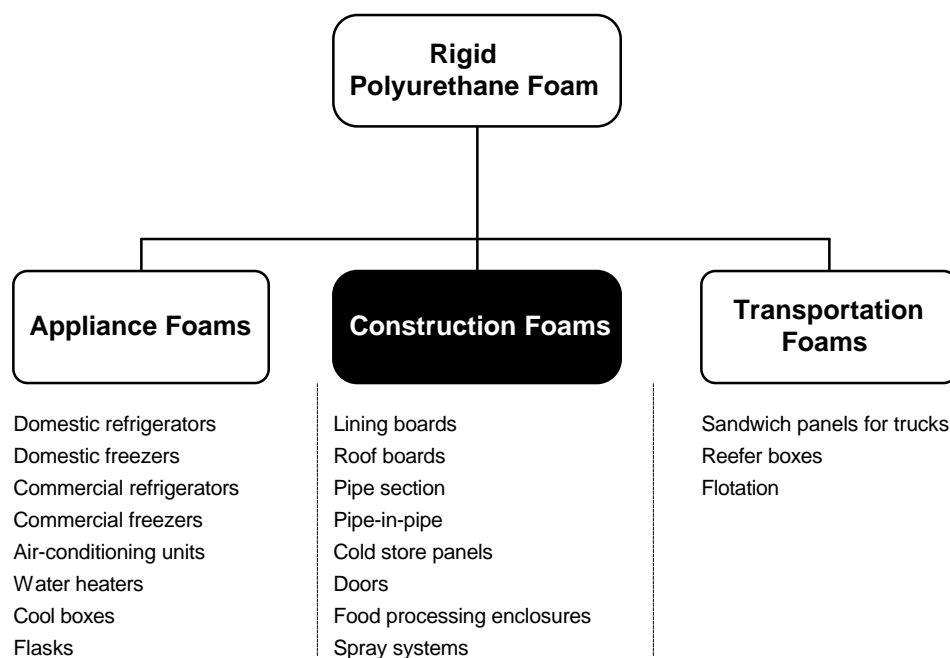 Rigid
Polyurethane Foam
Appliance Foams
Construction Foams
Transportation
Foams
Domestic refrigerators
Domestic freezers
Commercial refrigerators
Commercial freezers
Air-conditioning units
Water heaters
Cool boxes
Flasks
Lining boards
Roof boards
Pipe section
Pipe-in-pipe
Cold store panels
Doors
Food processing enclosures
Spray systems
Sandwich panels for trucks
Reefer boxes
Flotation